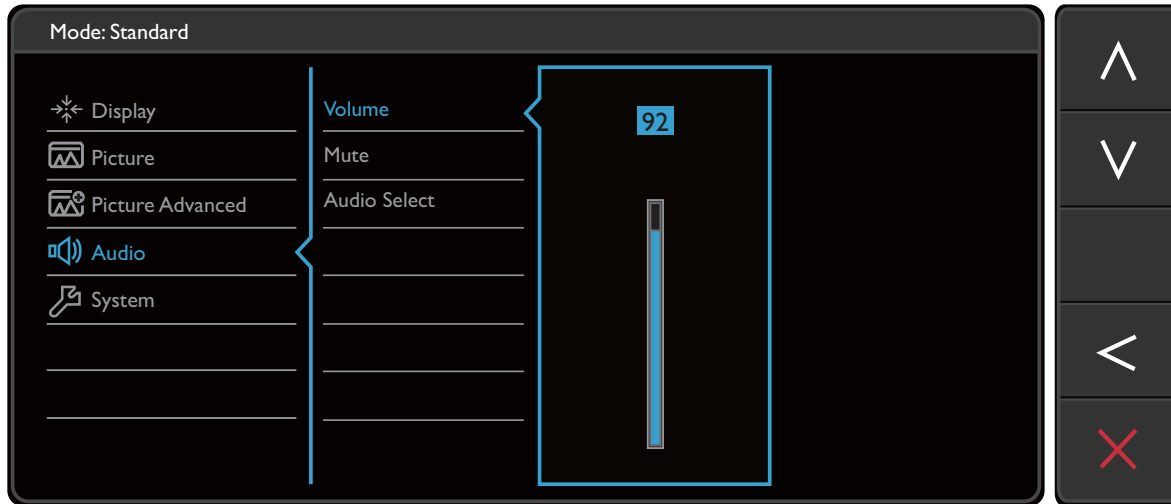 Mode: Standard
Display
Picture
Picture Advanced
Audio
System
Volume
Mute
Audio Select
92